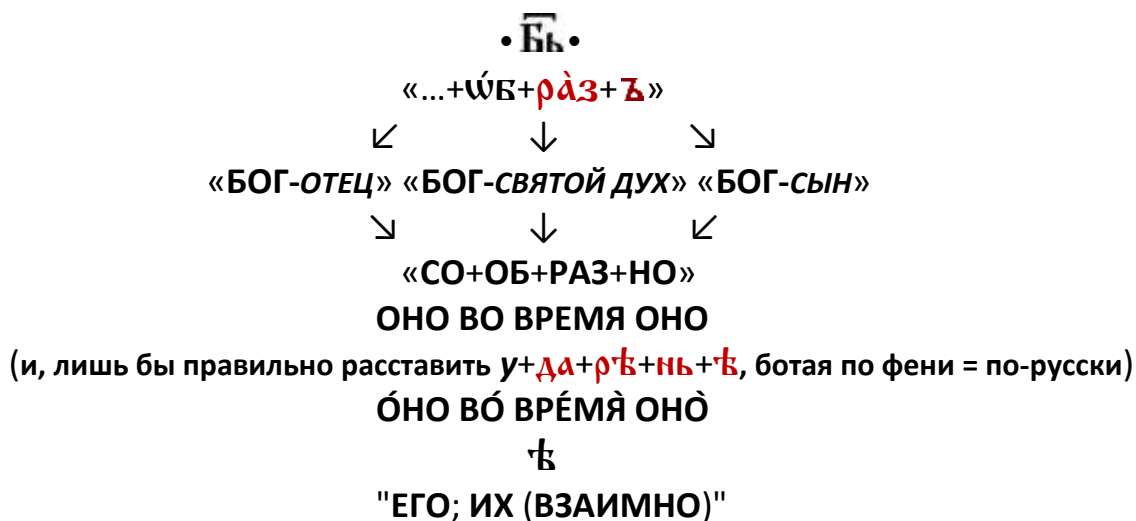 • Б҃ь •
«...+ѡ́б+ра̀з+ъ»
↙ ↓ ↘
«БОГ-ОТЕЦ» «БОГ-СВЯТОЙ ДУХ» «БОГ-СЫН»
↘ ↓ ↙
«СО+ОБ+РАЗ+НО»
ОНО ВО ВРЕМЯ ОНО
(и, лишь бы правильно расставить у+да+рѣ+нь+ѣ, ботая по фени = по-русски)
О́НО ВО́ ВРЕ́МЯ̀ ОНО̀
ѣ
"ЕГО; ИХ (ВЗАИМНО)"